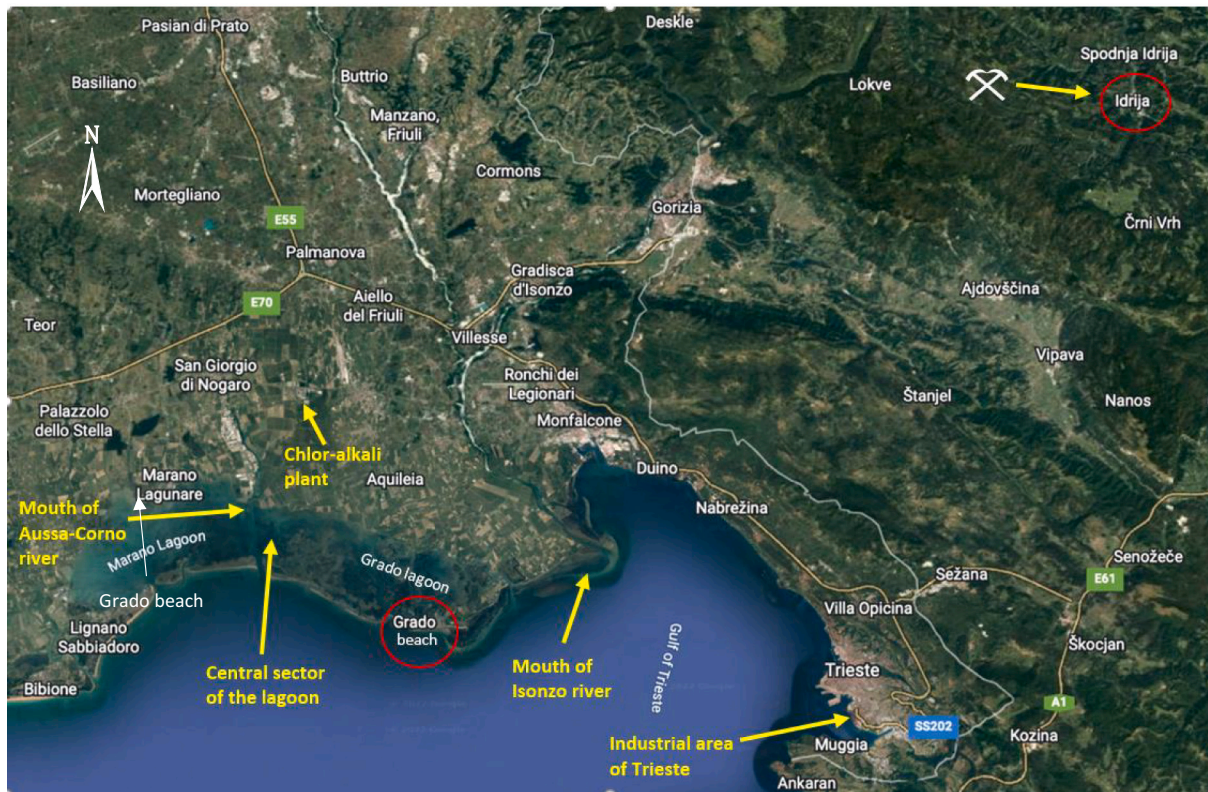 Pasian di Prato
Deskle
Spodnja Idrija
Basiliano
Buttrio
Lokve
Idrija
Manzano,
Friuli
N
Cormons
Mortegliano
Gorizia
E55
Črni Vrh
Palmanova
Gradisca
d'Isonzo
Ajdovščina
E70
Aiello
del Friuli
Teor
Villesse
Vipava
San Giorgio
di Nogaro
Ronchi dei
Legionari
Štanjel
Nanos
Palazzolo
dello Stella
Monfalcone
Chlor-alkali
plant
Duino
Marano
Lagunare
Aquileia
Mouth of
Aussa-Corno
river
Nabrežina
Marano Lagoon
Grado lagoon
Senožeče
Sežana
E61
Grado beach
Villa Opicina
Lignano
Sabbiadoro
Grado
beach
Škocjan
Gulf of Trieste
Central sector
of the lagoon
Mouth of
Isonzo river
Trieste
Bibione
A1
SS202
Kozina
Industrial area
of Trieste
Muggia
Ankaran